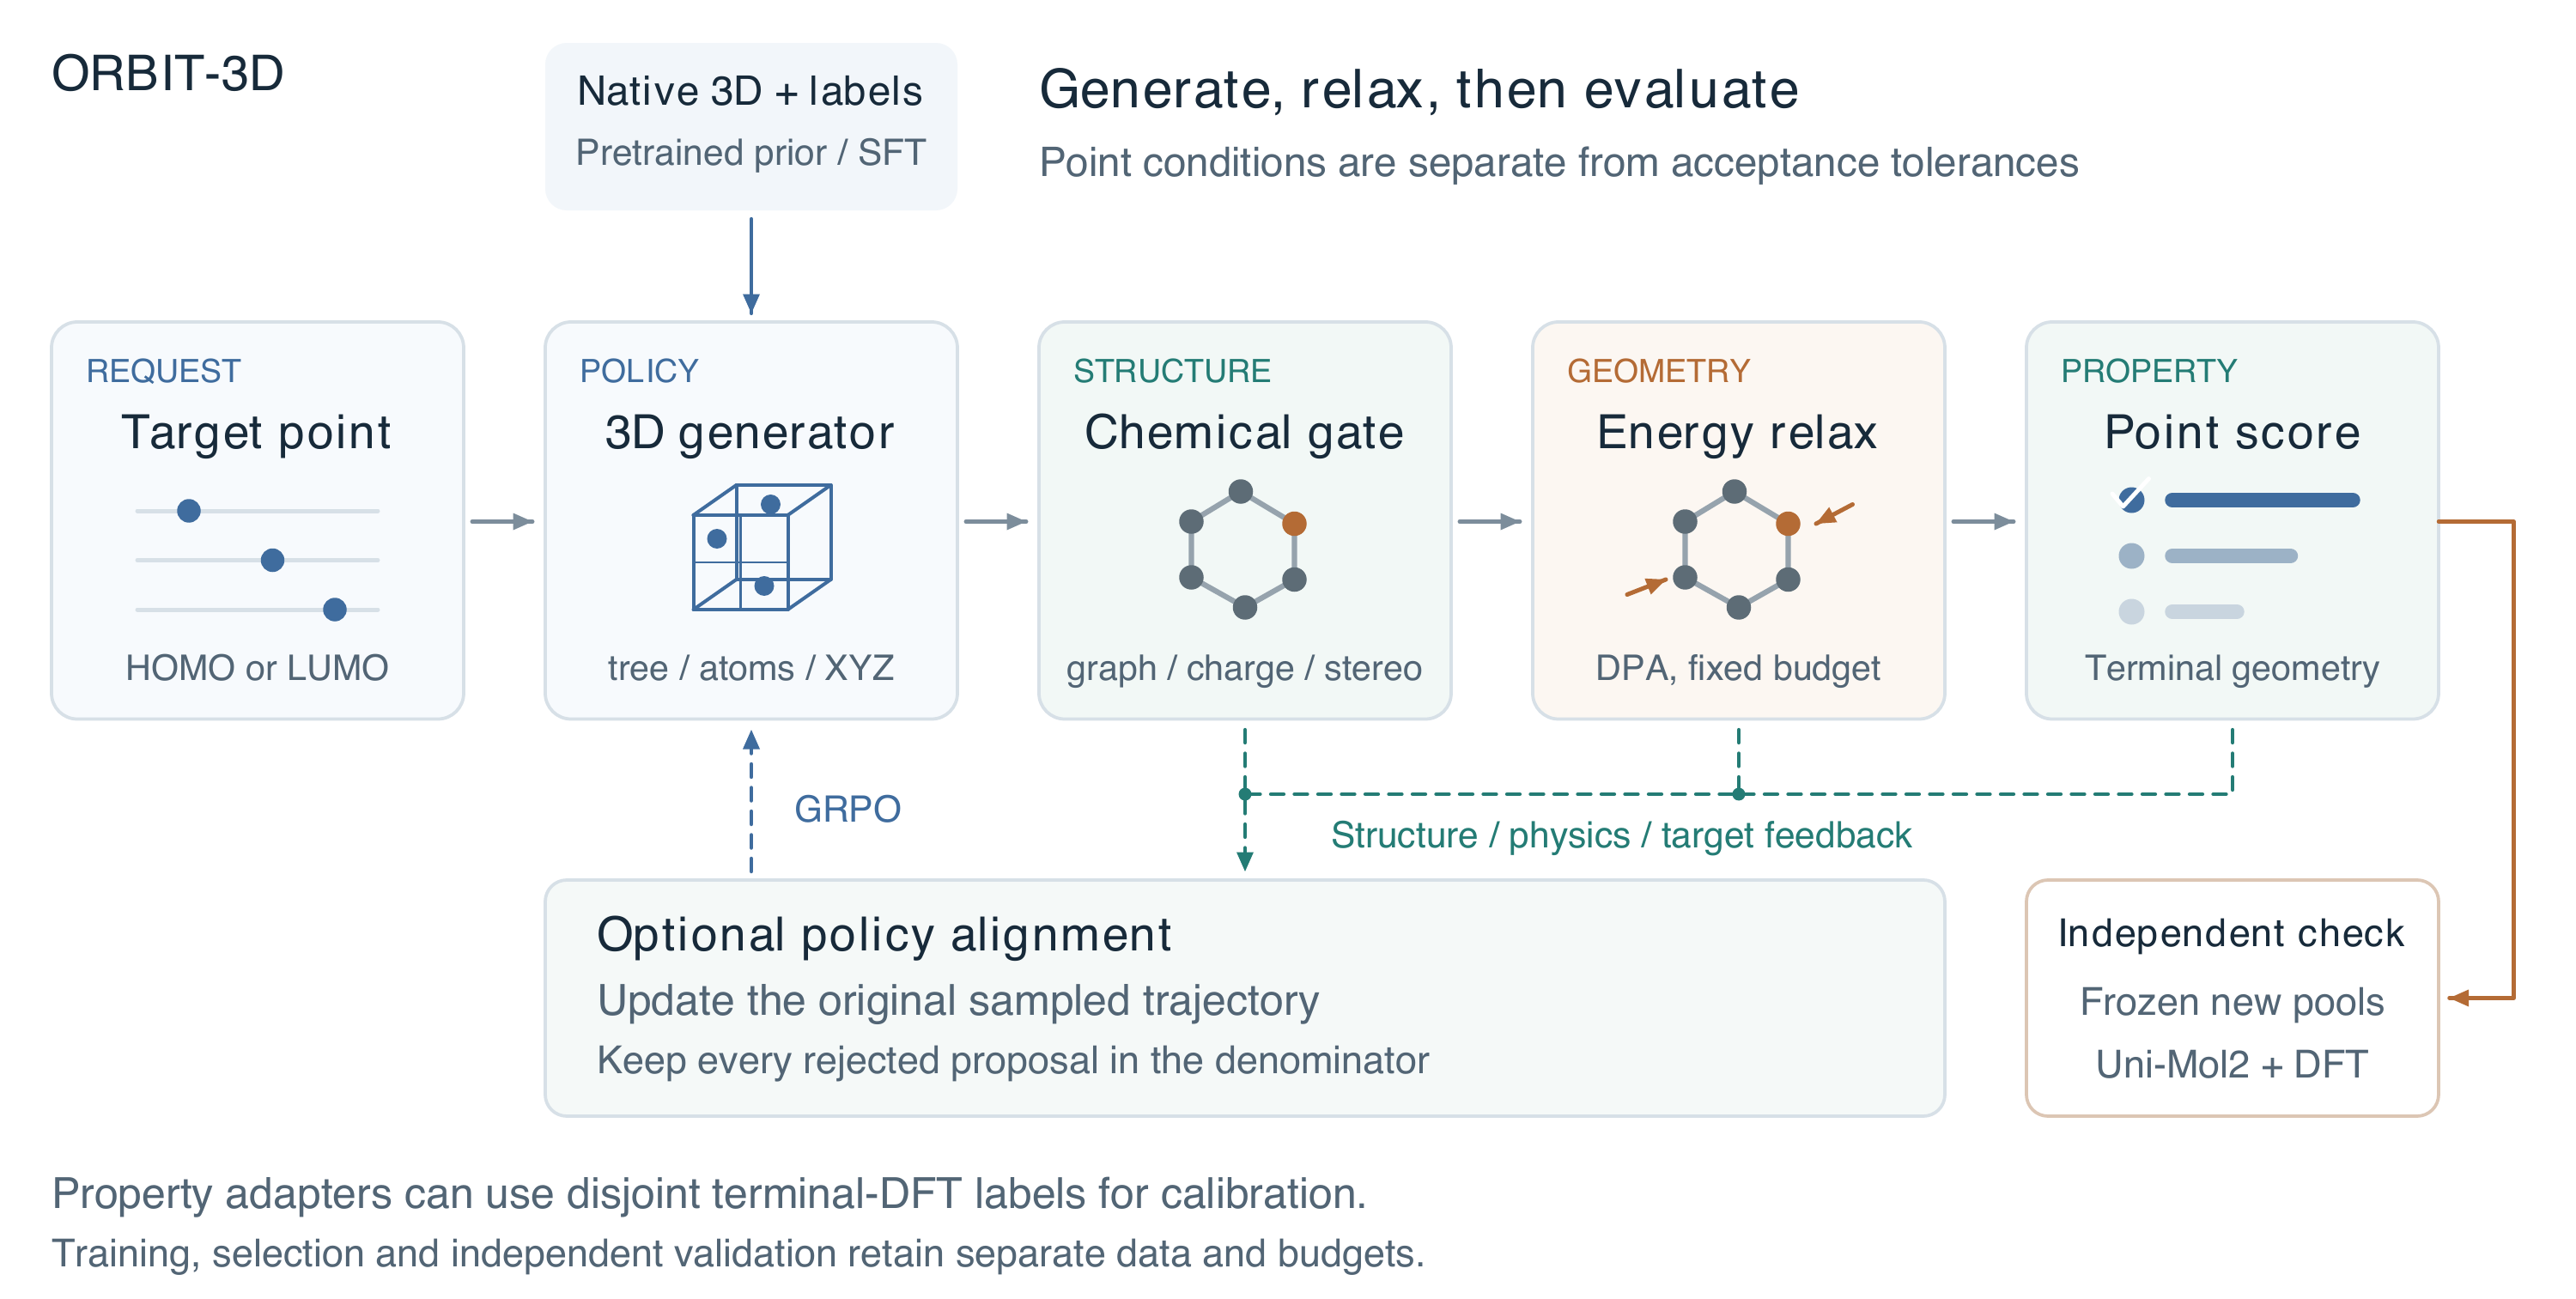 ORBIT-3D
Native 3D + labels
Pretrained prior / SFT
Generate, relax, then evaluate
Point conditions are separate from acceptance tolerances
REQUEST
Target point
HOMO or LUMO
POLICY
3D generator
tree / atoms / XYZ
STRUCTURE
Chemical gate
graph / charge / stereo
GEOMETRY
Energy relax
DPA, fixed budget
PROPERTY
Point score
Terminal geometry
GRPO
Structure / physics / target feedback
Optional policy alignment
Update the original sampled trajectory
Keep every rejected proposal in the denominator
Independent check
Frozen new pools
Uni-Mol2 + DFT
Property adapters can use disjoint terminal-DFT labels for calibration.
Training, selection and independent validation retain separate data and budgets.